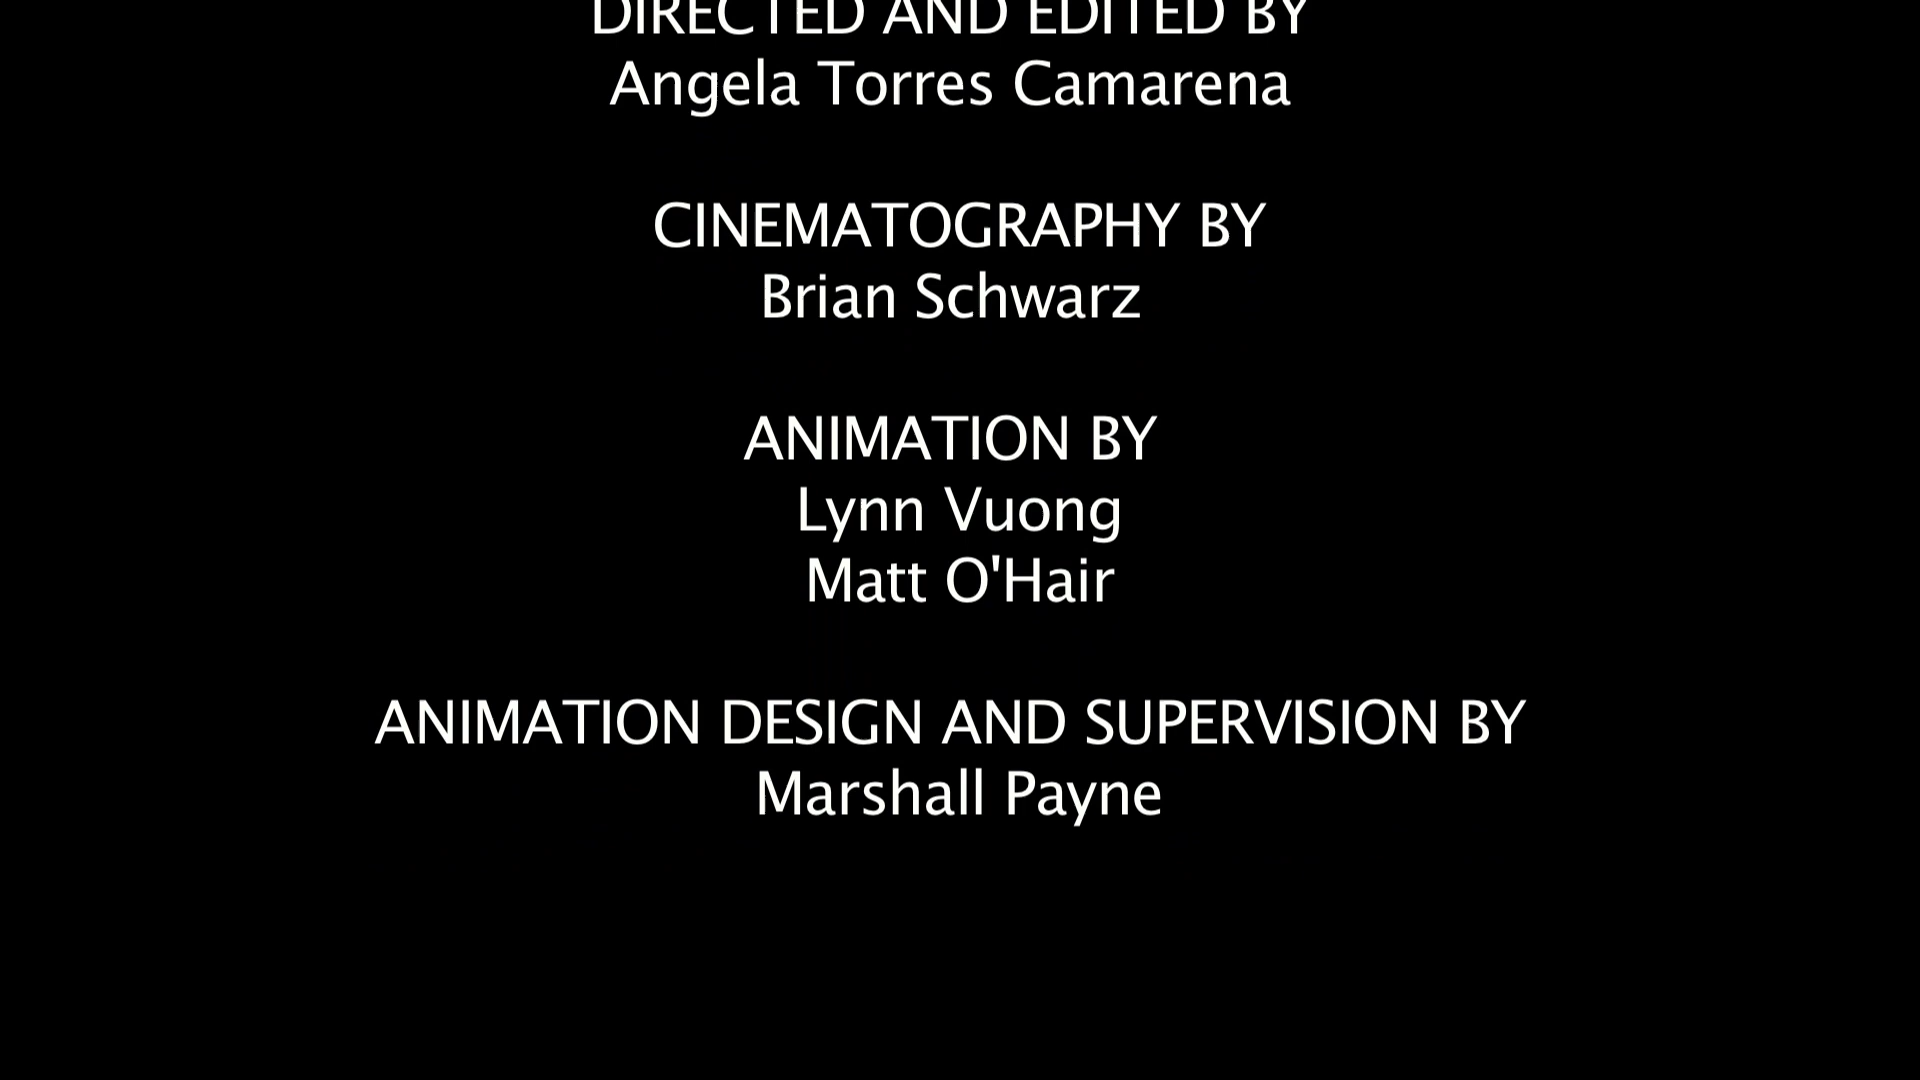 DIRECTED AND EDITED BY
Angela Torres Camarena
CINEMATOGRAPHY BY
Brian Schwarz
ANIMATION BY
Lynn Vuong
Matt O'Hair
ANIMATION DESIGN AND SUPERVISION BY
Marshall Payne